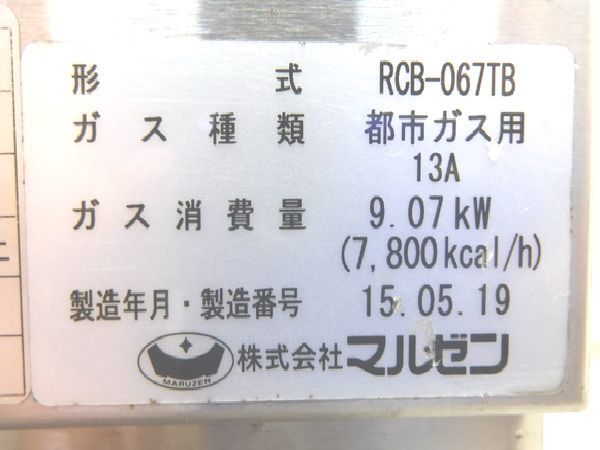 形式 RCB-067TB
ガス種類 都市ガス用
13A
ガス消費量 9.07kW
(7,800kcal/h)
製造年月・製造番号 15.05.19
MARUZEN 株式会社マルゼン